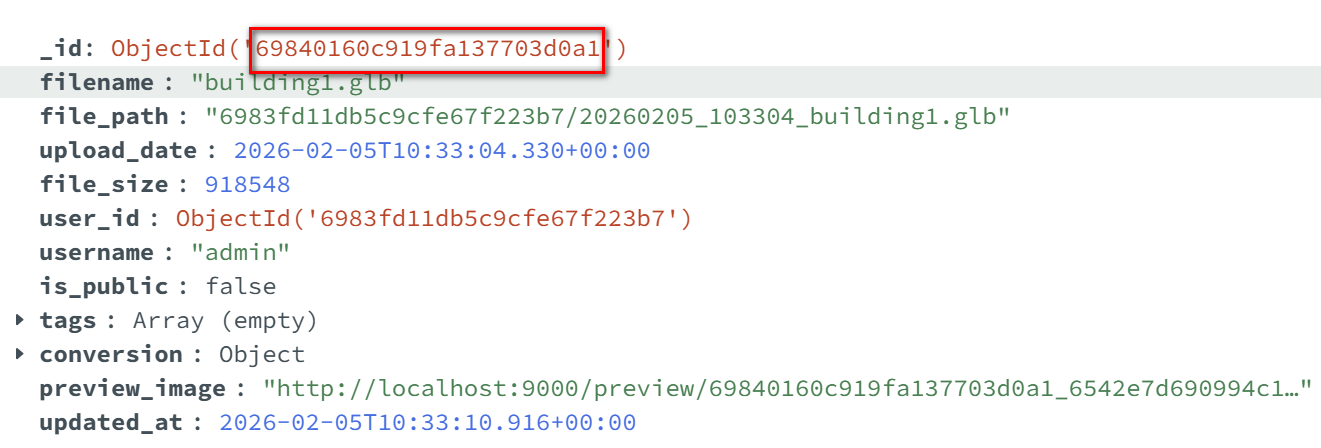 _id: ObjectId('69840160c919fa137703d0a1')
filename : "building1.glb"
file_path : "6983fd11db5c9cfe67f223b7/20260205_103304_building1.glb"
upload_date : 2026-02-05T10:33:04.330+00:00
file_size : 918548
user_id : ObjectId('6983fd11db5c9cfe67f223b7')
username : "admin"
is_public : false
tags : Array (empty)
conversion : Object
preview_image : "http://localhost:9000/preview/69840160c919fa137703d0a1_6542e7d690994c1…"
updated_at : 2026-02-05T10:33:10.916+00:00